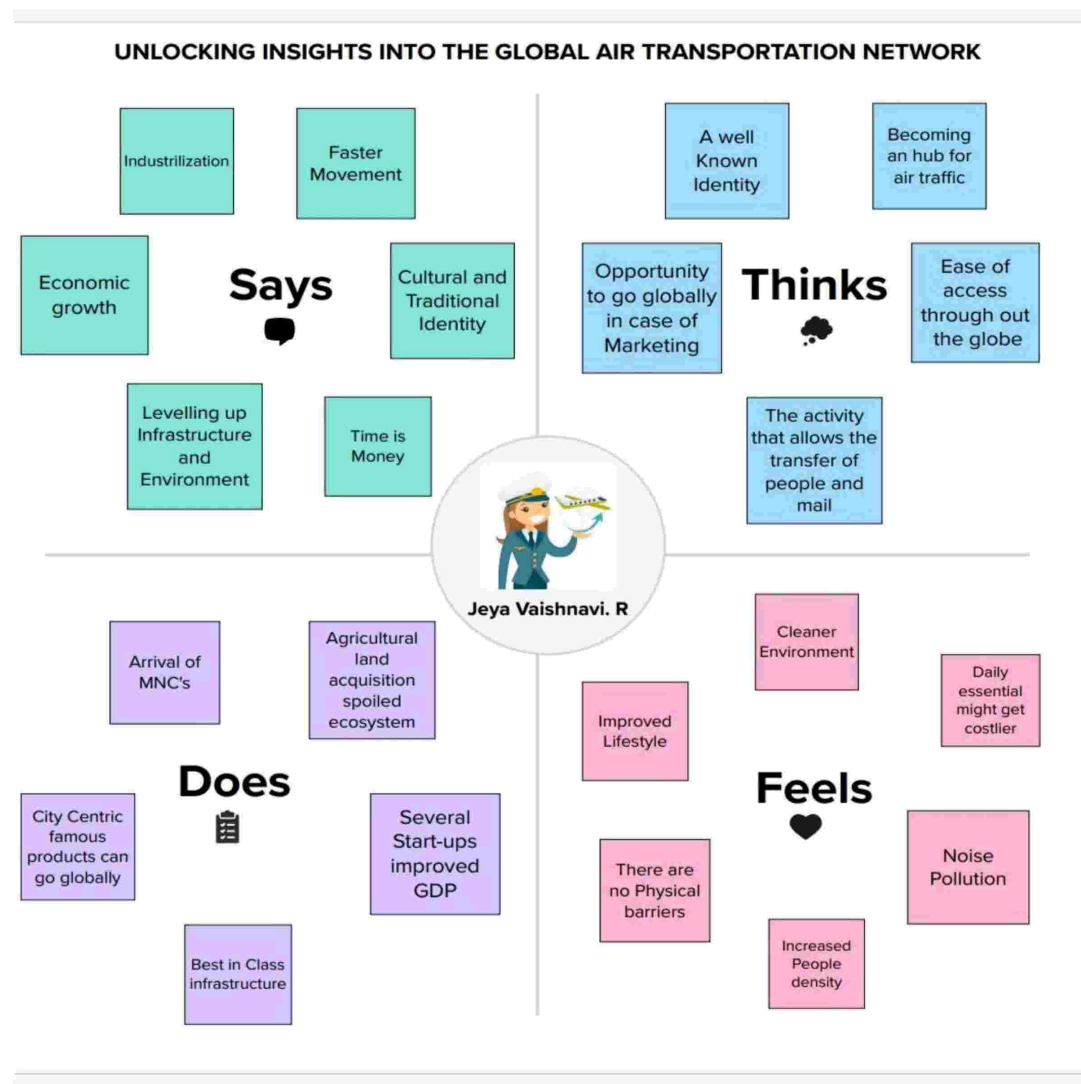 UNLOCKING INSIGHTS INTO THE GLOBAL AIR TRANSPORTATION NETWORK
Industrilization
Faster
Movement
Economic
growth
Says
Cultural and
Traditional
Identity
Levelling up
Infrastructure
and
Environment
Time is
Money
A well
Known
Identity
Becoming
an hub for
air traffic
Opportunity
to go globally
in case of
Marketing
Thinks
Ease of
access
through out
the globe
The activity
that allows the
transfer of
people and
mail
Jeya Vaishnavi. R
Arrival of
MNC's
Agricultural
land
acquisition
spoiled
ecosystem
Does
City Centric
famous
products can
go globally
Several
Start-ups
improved
GDP
Best in Class
infrastructure
Cleaner
Environment
Daily
essential
might get
costlier
Improved
Lifestyle
Feels
There are
no Physical
barriers
Noise
Pollution
Increased
People
density